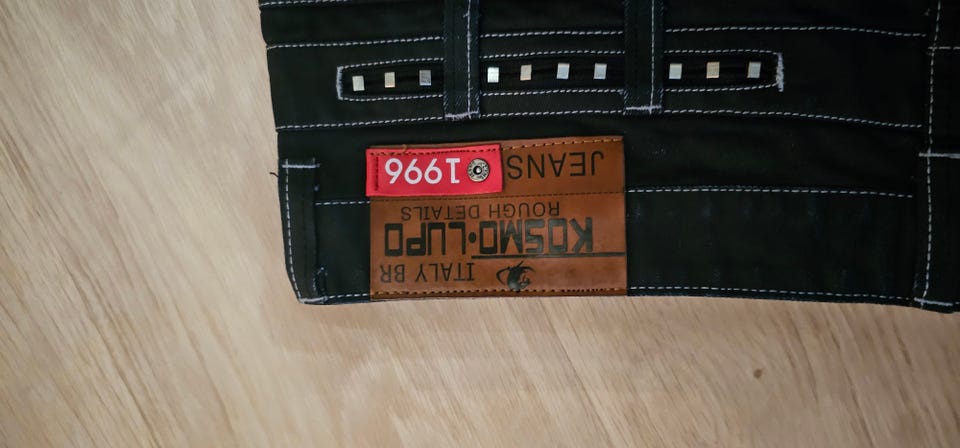 ITALY BR
KOSMO·LUPO
ROUGH DETAILS
JEANS 1996